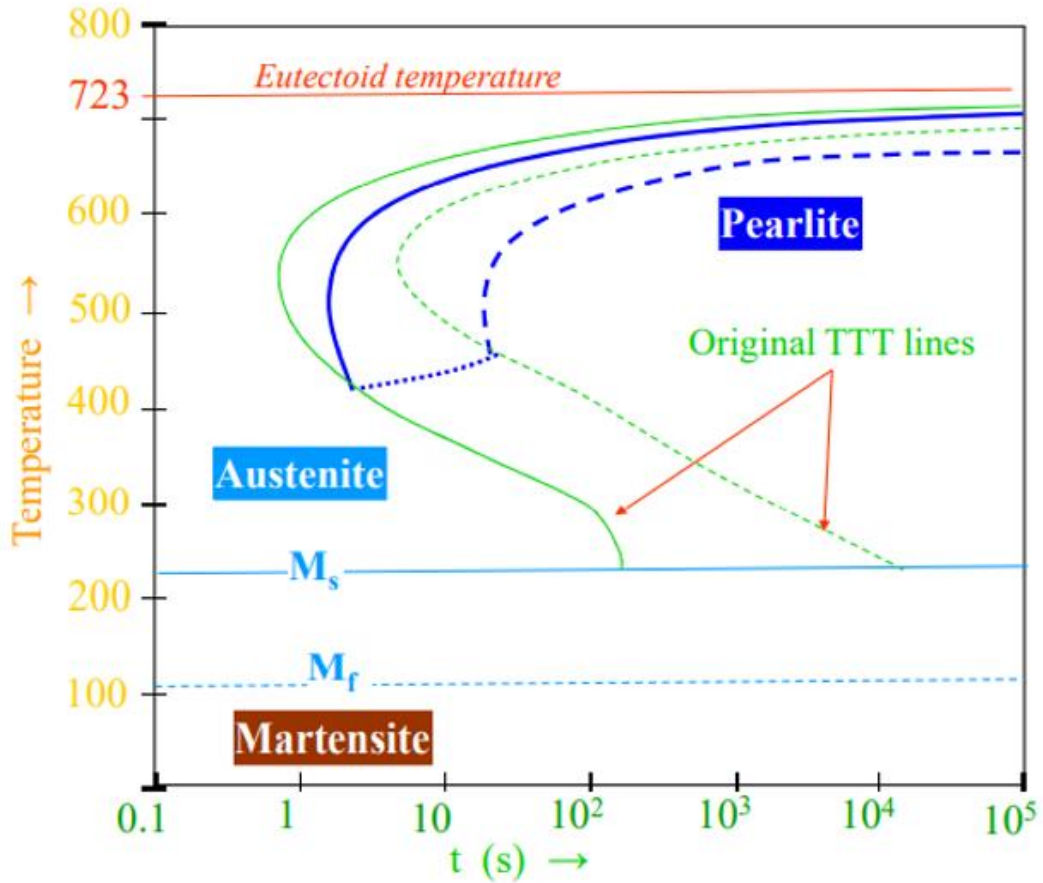 800
Eutectoid temperature
723
600
Pearlite
500
Original TTT lines
400
Austenite
300
Temperature →
Ms
200
Mf
100
Martensite
0.1 1 10 10² 10³ 10⁴ 10⁵
t (s) →